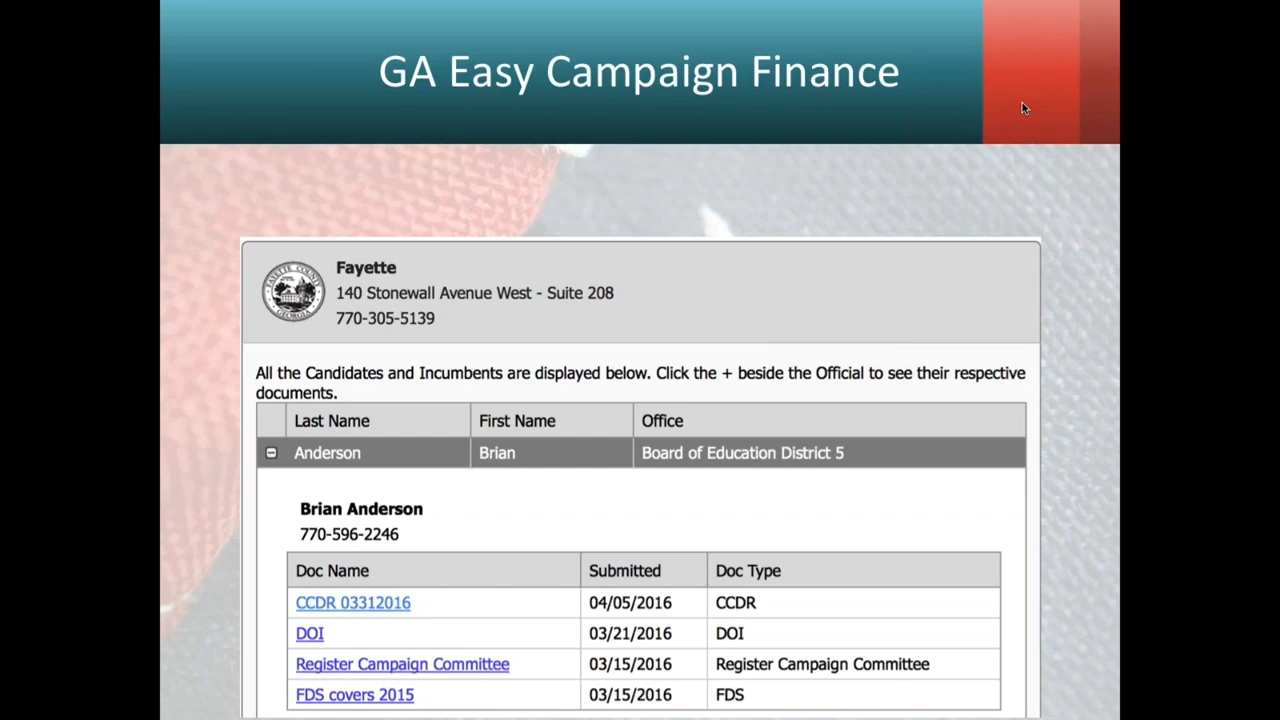 GA Easy Campaign Finance
Fayette
140 Stonewall Avenue West - Suite 208
770-305-5139
All the Candidates and Incumbents are displayed below. Click the + beside the Official to see their respective
documents.
Last Name First Name Office
Anderson Brian Board of Education District 5
Brian Anderson
770-596-2246
Doc Name Submitted Doc Type
CCDR 03312016 04/05/2016 CCDR
DOI 03/21/2016 DOI
Register Campaign Committee 03/15/2016 Register Campaign Committee
FDS covers 2015 03/15/2016 FDS